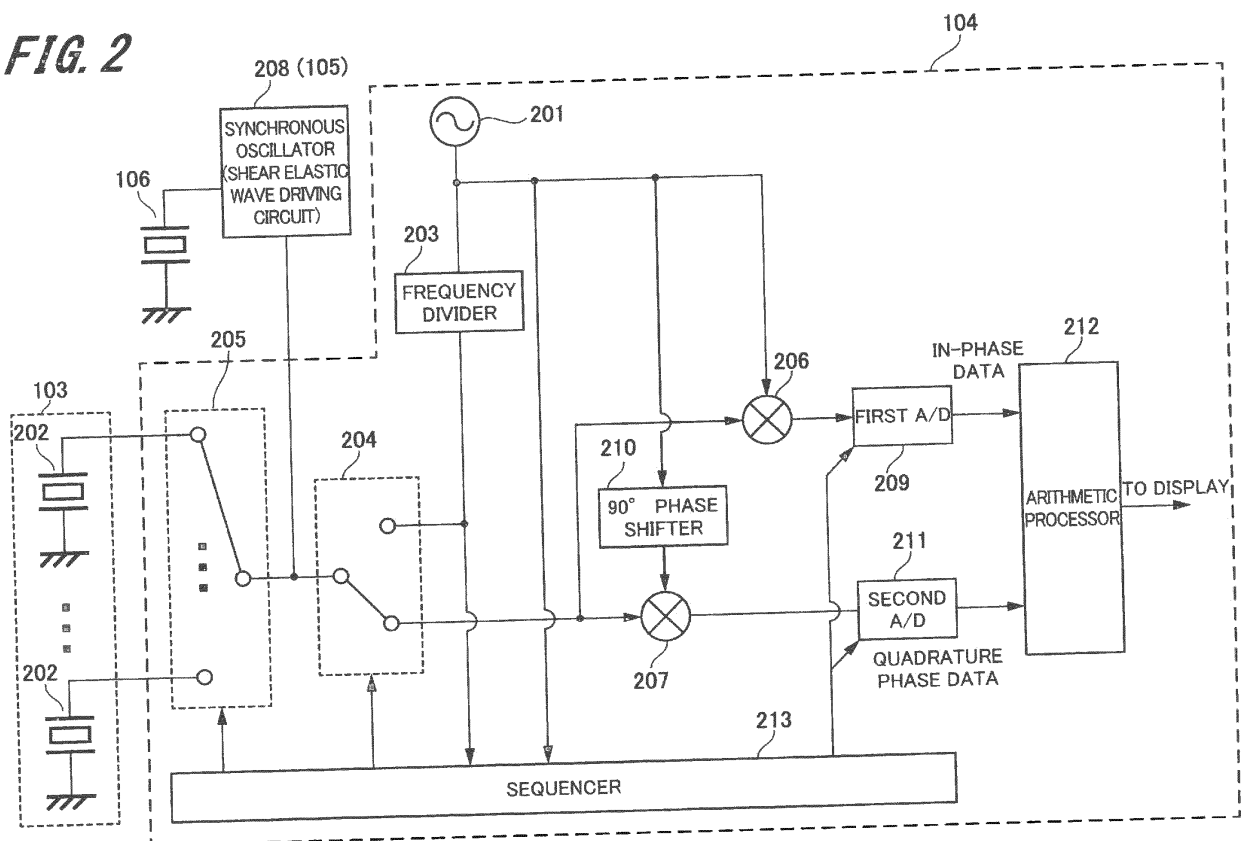 FIG. 2
104
208 (105)
SYNCHRONOUS
OSCILLATOR
(SHEAR ELASTIC
WAVE DRIVING
CIRCUIT)
201
106
203
FREQUENCY
DIVIDER
205
212
IN-PHASE
DATA
206
103
202
204
FIRST A/D
210
209
90° PHASE
SHIFTER
ARITHMETIC
PROCESSOR
TO DISPLAY
211
SECOND
A/D
202
207
QUADRATURE
PHASE DATA
213
SEQUENCER